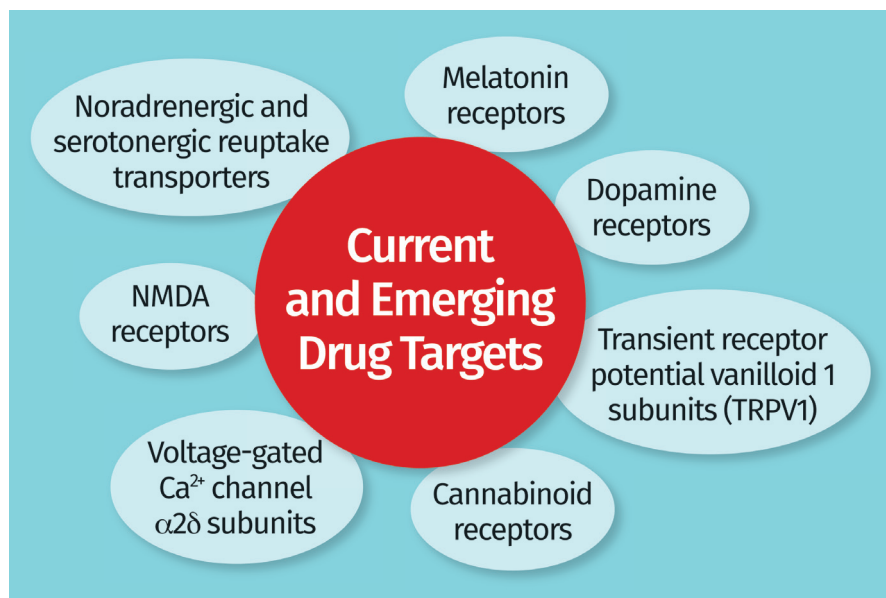 Current
and Emerging
Drug Targets
Melatonin
receptors
Dopamine
receptors
Transient receptor
potential vanilloid 1
subunits (TRPV1)
Cannabinoid
receptors
Voltage-gated
Ca²⁺ channel
α2δ subunits
NMDA
receptors
Noradrenergic and
serotonergic reuptake
transporters